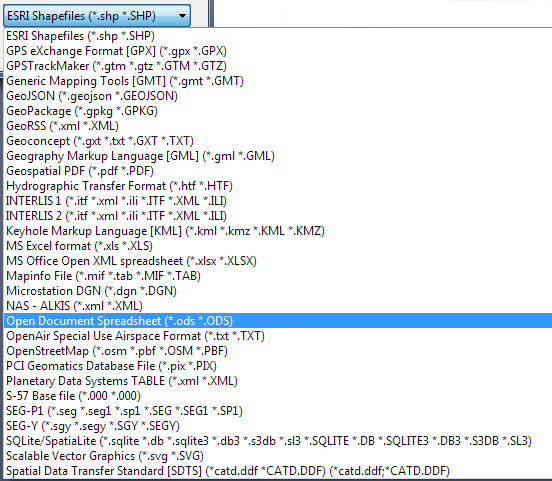 ESRI Shapefiles (*.shp *.SHP)
ESRI Shapefiles (*.shp *.SHP)
GPS eXchange Format [GPX] (*.gpx *.GPX)
GPSTrackMaker (*.gtm *.gtz *.GTM *.GTZ)
Generic Mapping Tools [GMT] (*.gmt *.GMT)
GeoJSON (*.geojson *.GEOJSON)
GeoPackage (*.gpkg *.GPKG)
GeoRSS (*.xml *.XML)
Geoconcept (*.gxt *.txt *.GXT *.TXT)
Geography Markup Language [GML] (*.gml *.GML)
Geospatial PDF (*.pdf *.PDF)
Hydrographic Transfer Format (*.htf *.HTF)
INTERLIS 1 (*.itf *.xml *.ili *.ITF *.XML *.ILI)
INTERLIS 2 (*.itf *.xml *.ili *.ITF *.XML *.ILI)
Keyhole Markup Language [KML] (*.kml *.kmz *.KML *.KMZ)
MS Excel format (*.xls *.XLS)
MS Office Open XML spreadsheet (*.xlsx *.XLSX)
Mapinfo File (*.mif *.tab *.MIF *.TAB)
Microstation DGN (*.dgn *.DGN)
NAS - ALKIS (*.xml *.XML)
Open Document Spreadsheet (*.ods *.ODS)
OpenAir Special Use Airspace Format (*.txt *.TXT)
OpenStreetMap (*.osm *.pbf *.OSM *.PBF)
PCI Geomatics Database File (*.pix *.PIX)
Planetary Data Systems TABLE (*.xml *.XML)
S-57 Base file (*.000 *.000)
SEG-P1 (*.seg *.seg1 *.sp1 *.SEG *.SEG1 *.SP1)
SEG-Y (*.sgy *.segy *.SGY *.SEGY)
SQLite/SpatiaLite (*.sqlite *.db *.sqlite3 *.db3 *.s3db *.sl3 *.SQLITE *.DB *.SQLITE3 *.DB3 *.S3DB *.SL3)
Scalable Vector Graphics (*.svg *.SVG)
Spatial Data Transfer Standard [SDTS] (*catd.ddf *CATD.DDF) (*catd.ddf;*CATD.DDF)